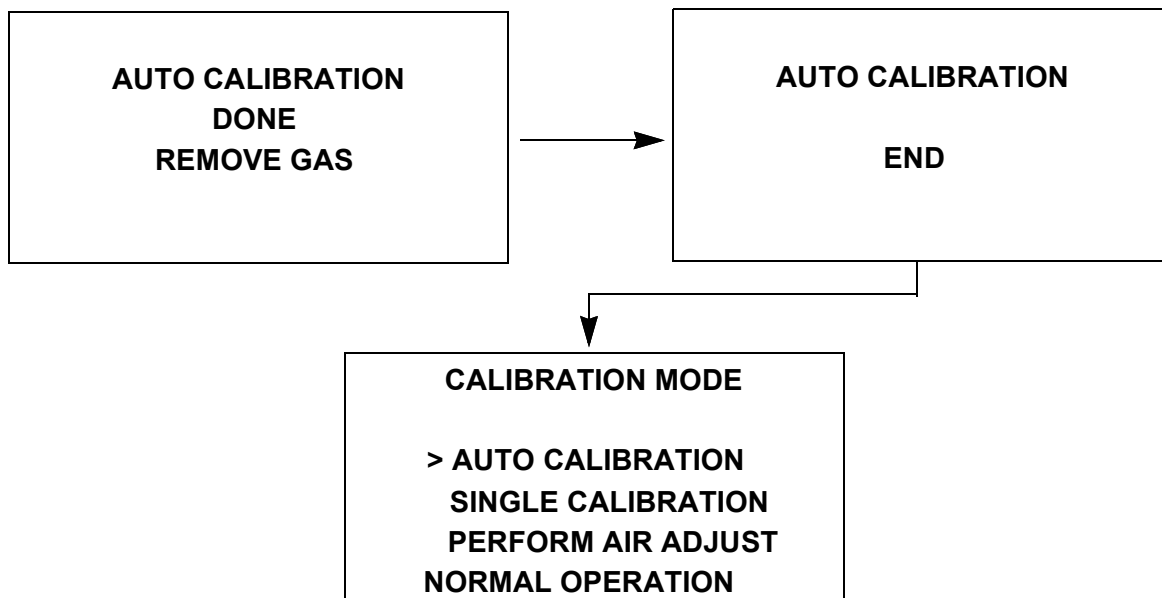 AUTO CALIBRATION
DONE
REMOVE GAS
AUTO CALIBRATION
END
CALIBRATION MODE
> AUTO CALIBRATION
SINGLE CALIBRATION
PERFORM AIR ADJUST
NORMAL OPERATION